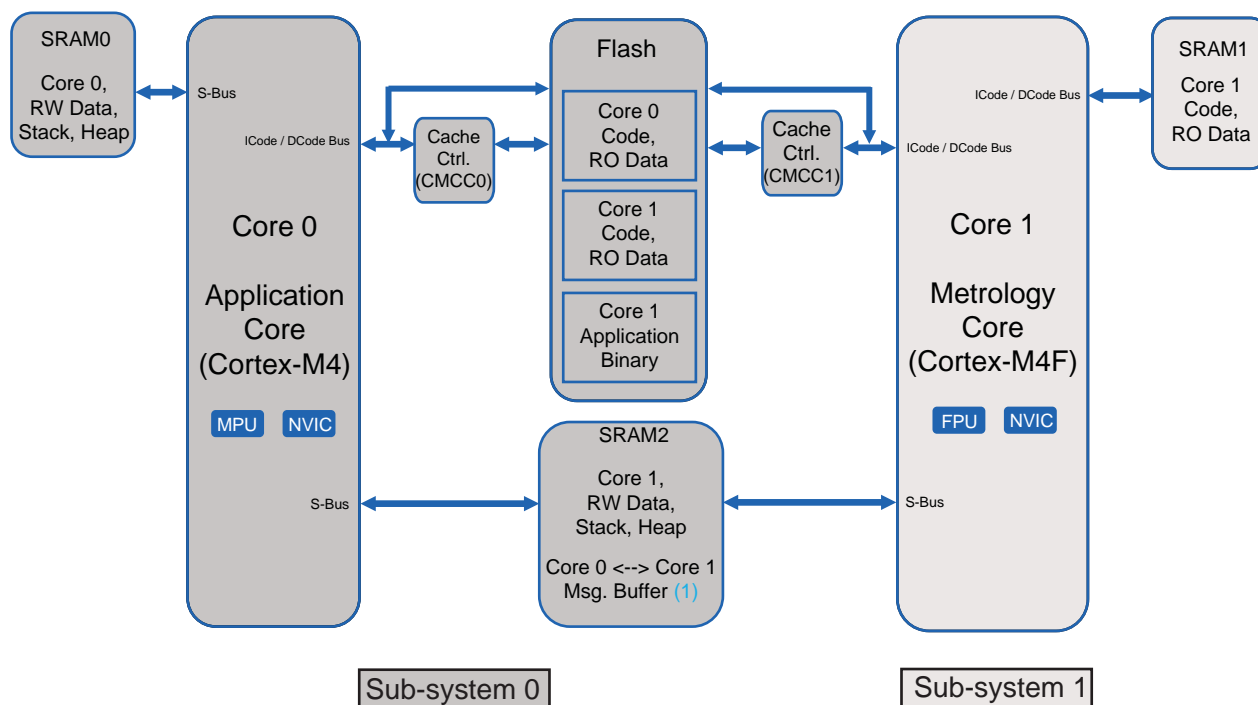 SRAM0
Core 0,
RW Data,
Stack, Heap
S-Bus
ICode / DCode Bus
Core 0
Application
Core
(Cortex-M4)
MPU
NVIC
S-Bus
Cache
Ctrl.
(CMCC0)
Flash
Core 0
Code,
RO Data
Core 1
Code,
RO Data
Core 1
Application
Binary
SRAM2
Core 1,
RW Data,
Stack, Heap
Core 0 <--> Core 1
Msg. Buffer (1)
Cache
Ctrl.
(CMCC1)
ICode / DCode Bus
ICode / DCode Bus
Core 1
Metrology
Core
(Cortex-M4F)
FPU
NVIC
S-Bus
SRAM1
Core 1
Code,
RO Data
Sub-system 0
Sub-system 1